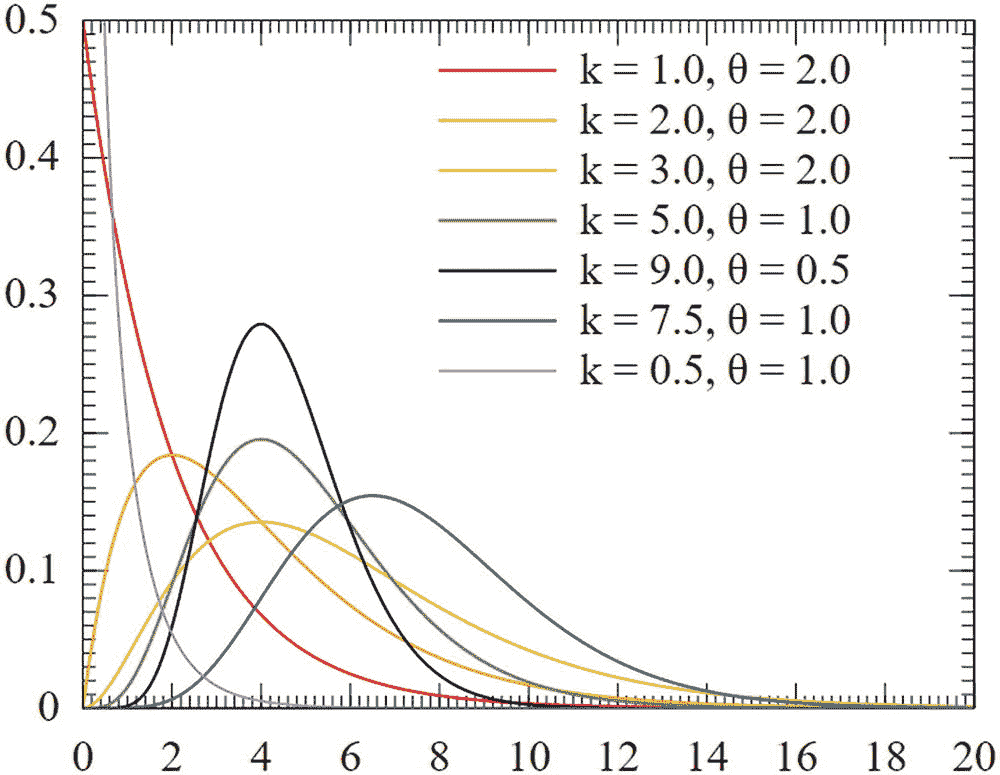 0.5
k = 1.0, θ = 2.0
k = 2.0, θ = 2.0
0.4
k = 3.0, θ = 2.0
k = 5.0, θ = 1.0
k = 9.0, θ = 0.5
0.3
k = 7.5, θ = 1.0
k = 0.5, θ = 1.0
0.2
0.1
0
0 2 4 6 8 10 12 14 16 18 20